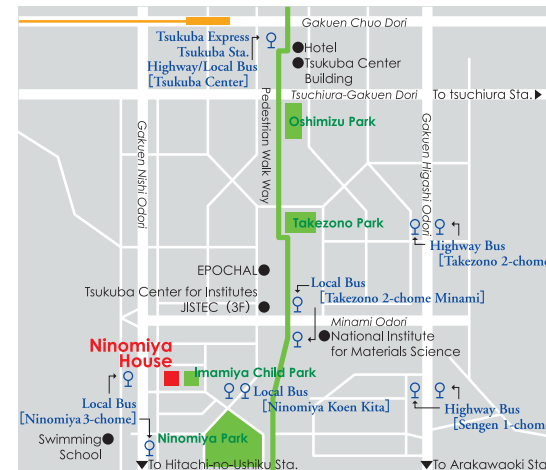 Gakuen Chuo Dori
Tsukuba Express
Tsukuba Sta.
Highway/Local Bus
[Tsukuba Center]
Hotel
Tsukuba Center
Building
Tsuchiura-Gakuen Dori
To tsuchiura Sta.
Pedestrian Walk Way
Oshimizu Park
Gakuen Nishi Odori
Gakuen Higashi Odori
Takezono Park
Highway Bus
[Takezono 2-chome
EPOCHAL
Local Bus
[Takezono 2-chome Minami]
Tsukuba Center for Institutes
JISTEC (3F)
Minami Odori
National Institute
for Materials Science
Ninomiya
House
Imamiya Child Park
Local Bus
[Ninomiya Koen Kita]
Local Bus
[Ninomiya 3-chome]
Highway Bus
[Sengen 1-chome
Swimming
School
Ninomiya Park
To Hitachi-no-Ushiku Sta.
To Arakawaoki Sta.